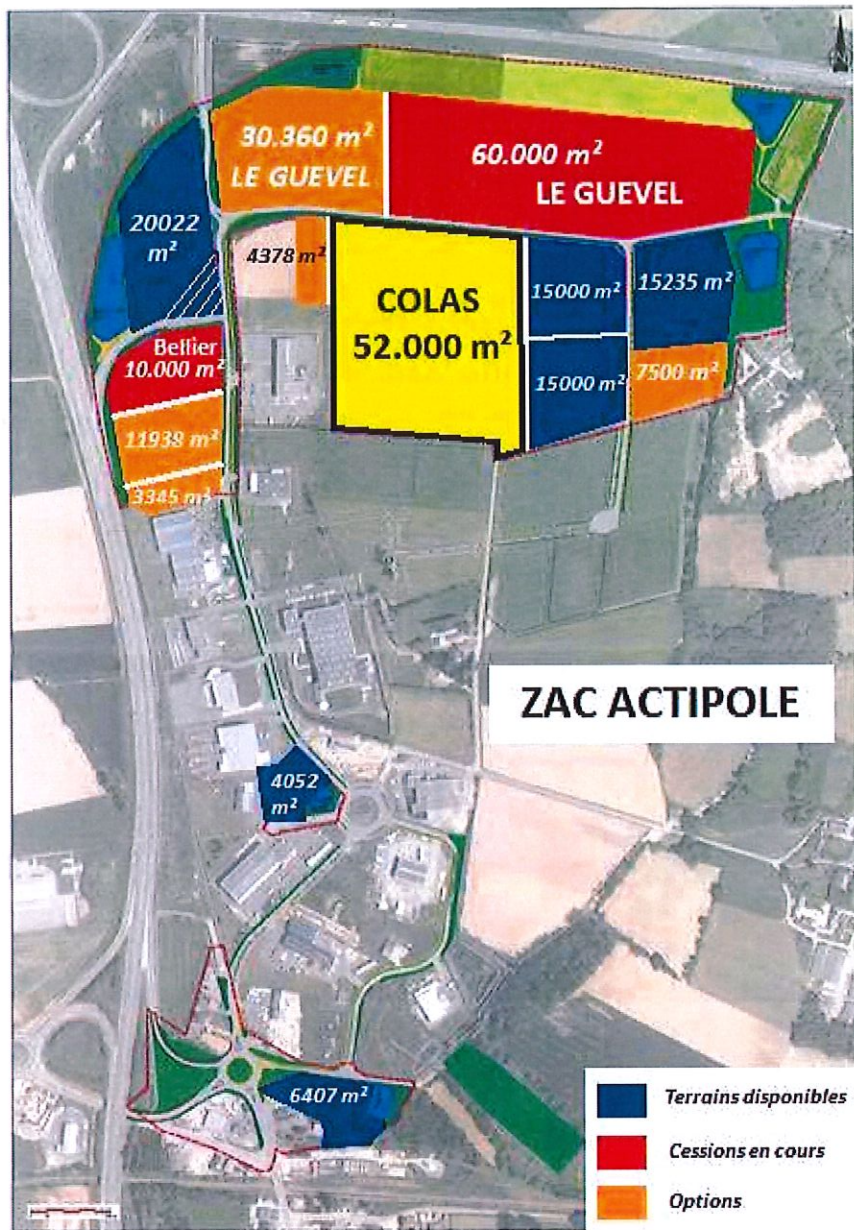 30.360 m²
LE GUEVEL
60.000 m²
LE GUEVEL
20022
m²
4378 m²
COLAS
52.000 m²
15000 m²
15235 m²
Belfier
10.000 m²
15000 m²
7500 m²
11938 m²
3345 m²
ZAC ACTIPOLE
4052
m²
6407 m²
Terrains disponibles
Cessions en cours
Options